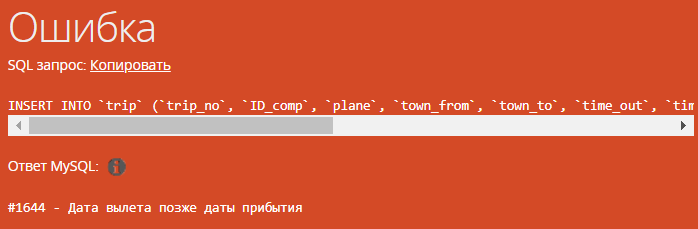 Ошибка
SQL запрос: Копировать
INSERT INTO `trip` (`trip_no`, `ID_comp`, `plane`, `town_from`, `town_to`, `time_out`, `tim
Ответ MySQL:
#1644 - Дата вылета позже даты прибытия